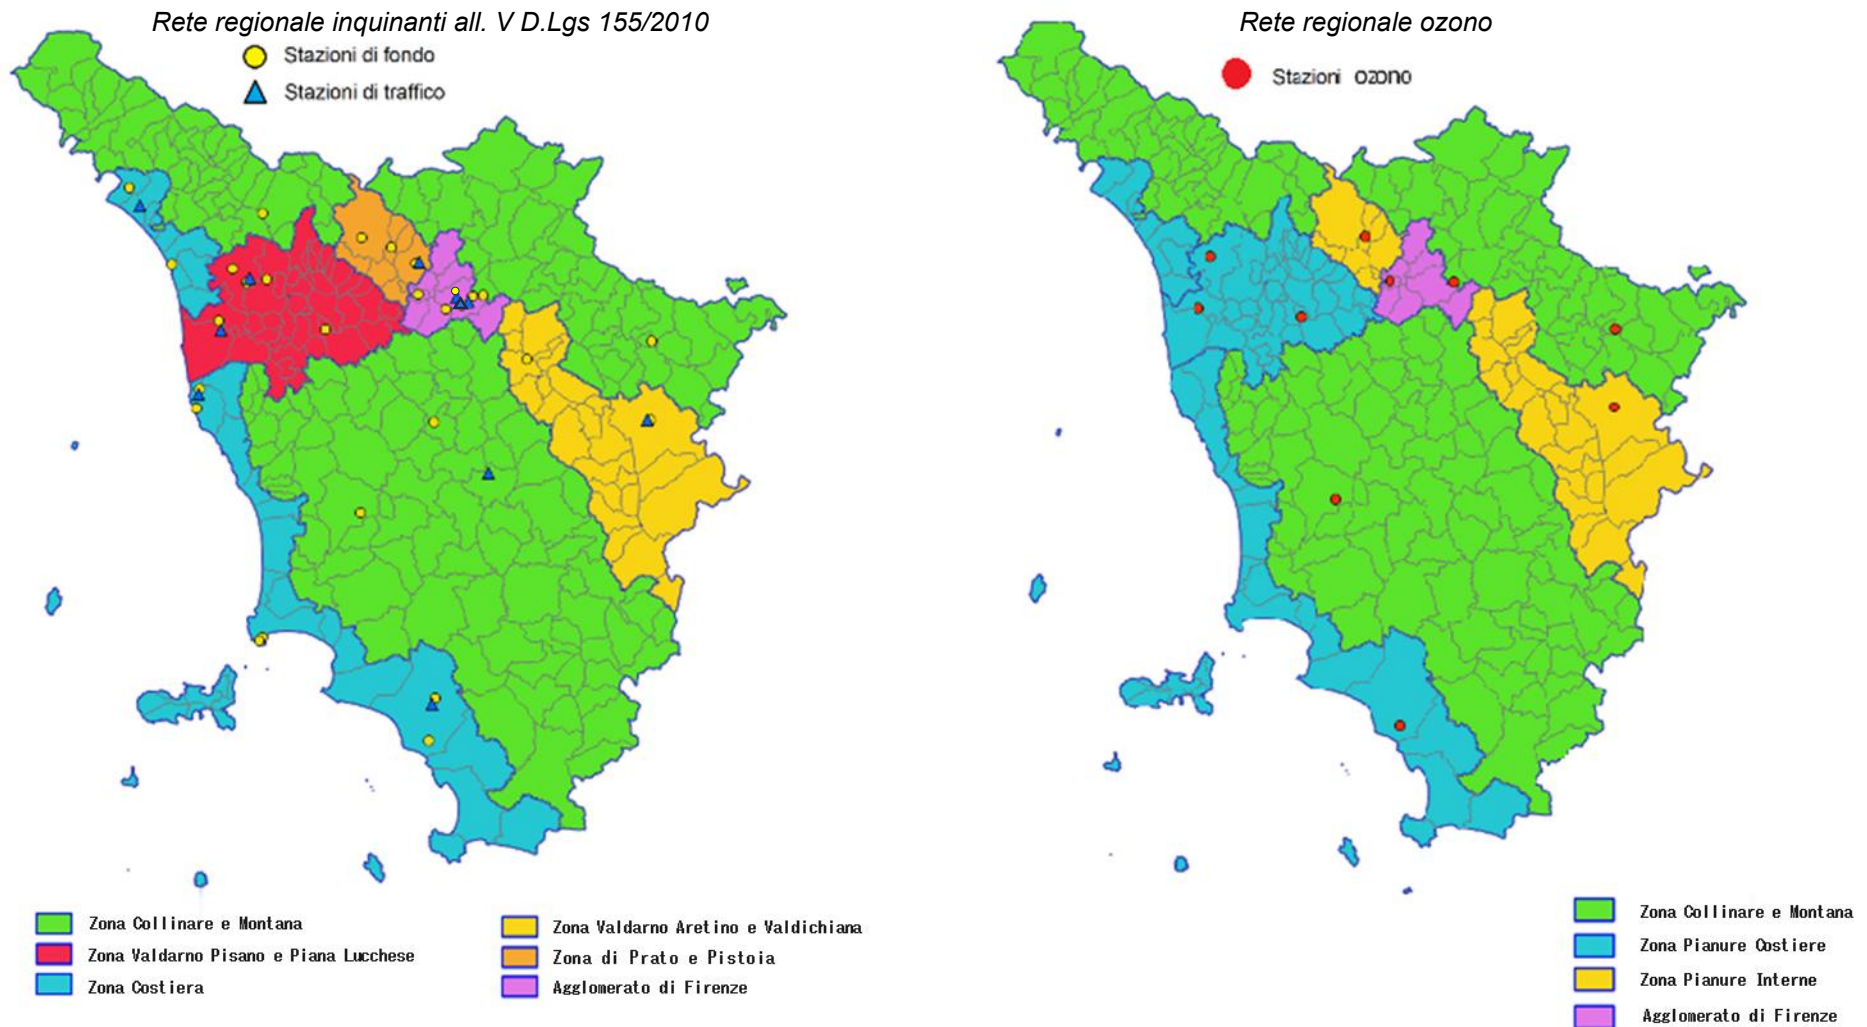 Rete regionale inquinanti all. V D.Lgs 155/2010
Stazioni di fondo
Stazioni di traffico
Zona Collinare e Montana
Zona Valdarno Pisano e Piana Lucchese
Zona Costiera
Zona Valdarno Aretino e Valdichiana
Zona di Prato e Pistoia
Agglomerato di Firenze
Rete regionale ozono
Stazioni ozono
Zona Collinare e Montana
Zona Pianure Costiere
Zona Pianure Interne
Agglomerato di Firenze